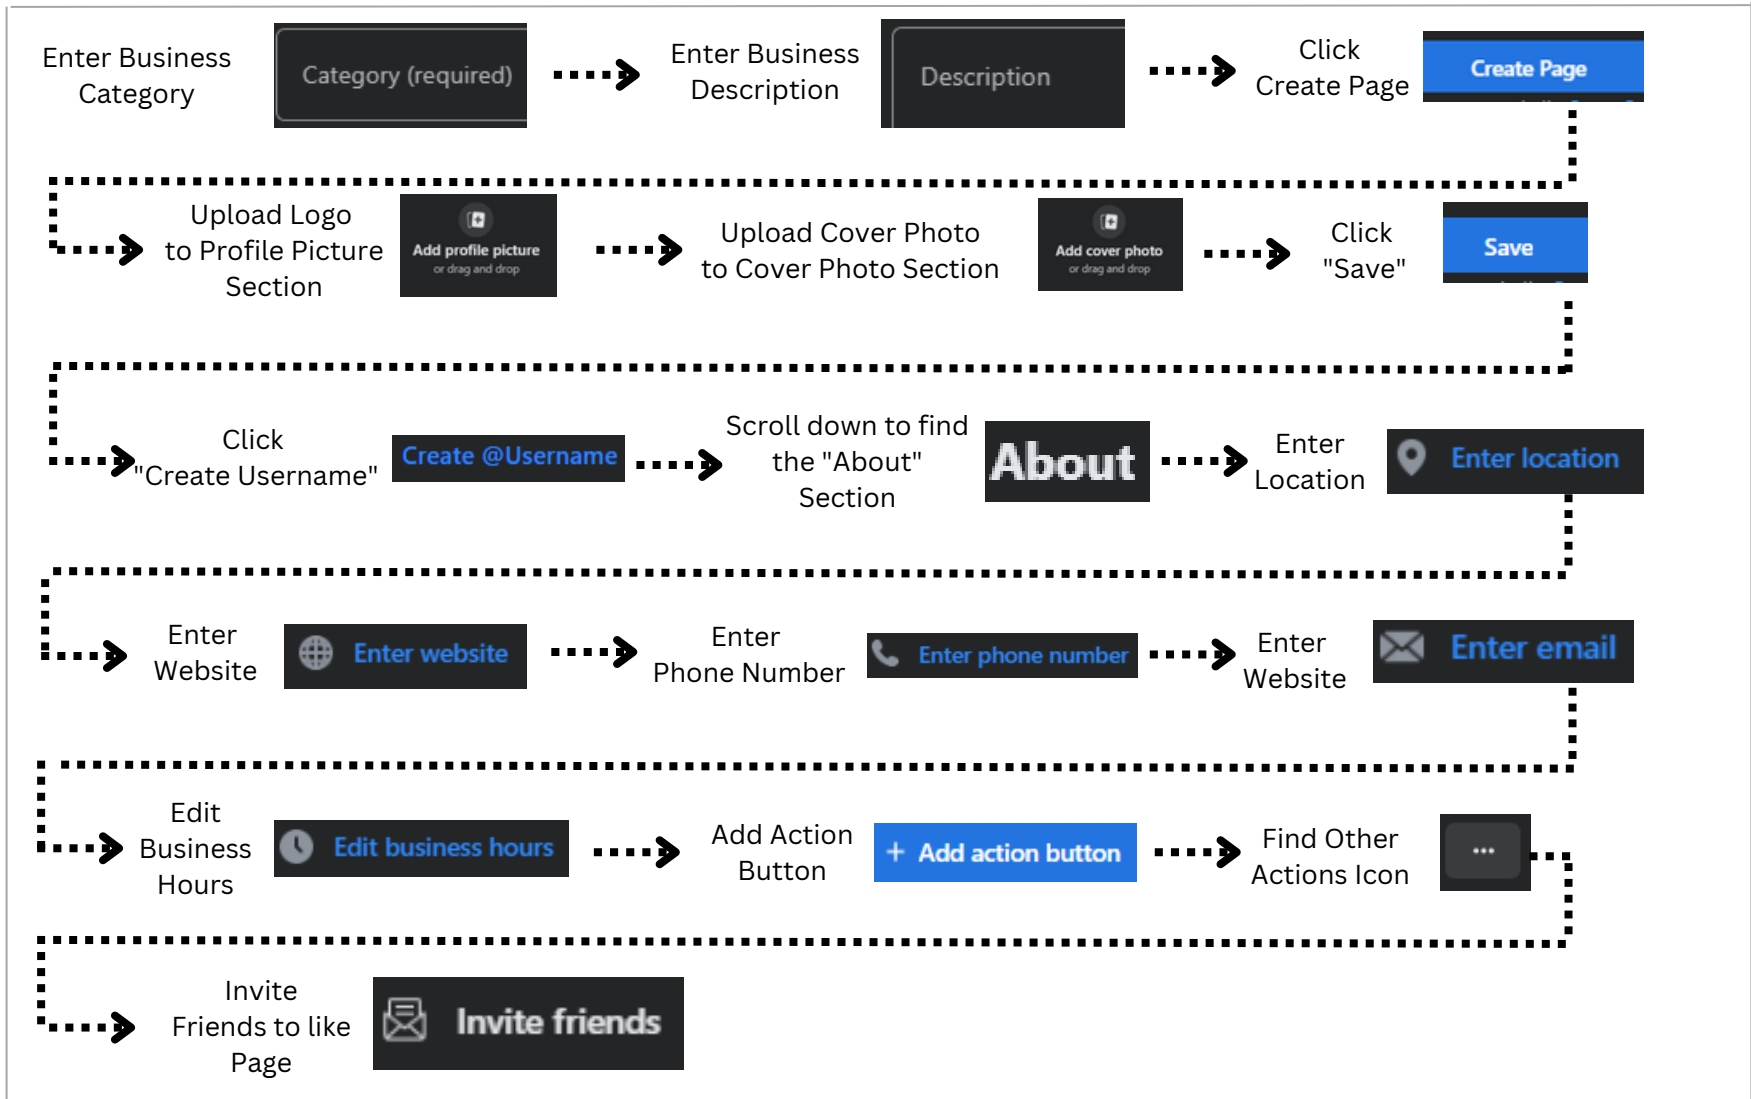 Enter Business
Category
Category (required)
Enter Business
Description
Description
Click
Create Page
Create Page
Upload Logo
to Profile Picture
Section
Add profile picture
or drag and drop
Upload Cover Photo
to Cover Photo Section
Add cover photo
or drag and drop
Click
"Save"
Save
Click
"Create Username"
Create @Username
Scroll down to find
the "About"
Section
About
Enter
Location
Enter location
Enter
Website
Enter website
Enter
Phone Number
Enter phone number
Enter
Website
Enter email
Edit
Business
Hours
Edit business hours
Add Action
Button
+ Add action button
Find Other
Actions Icon
...
Invite
Friends to like
Page
Invite friends